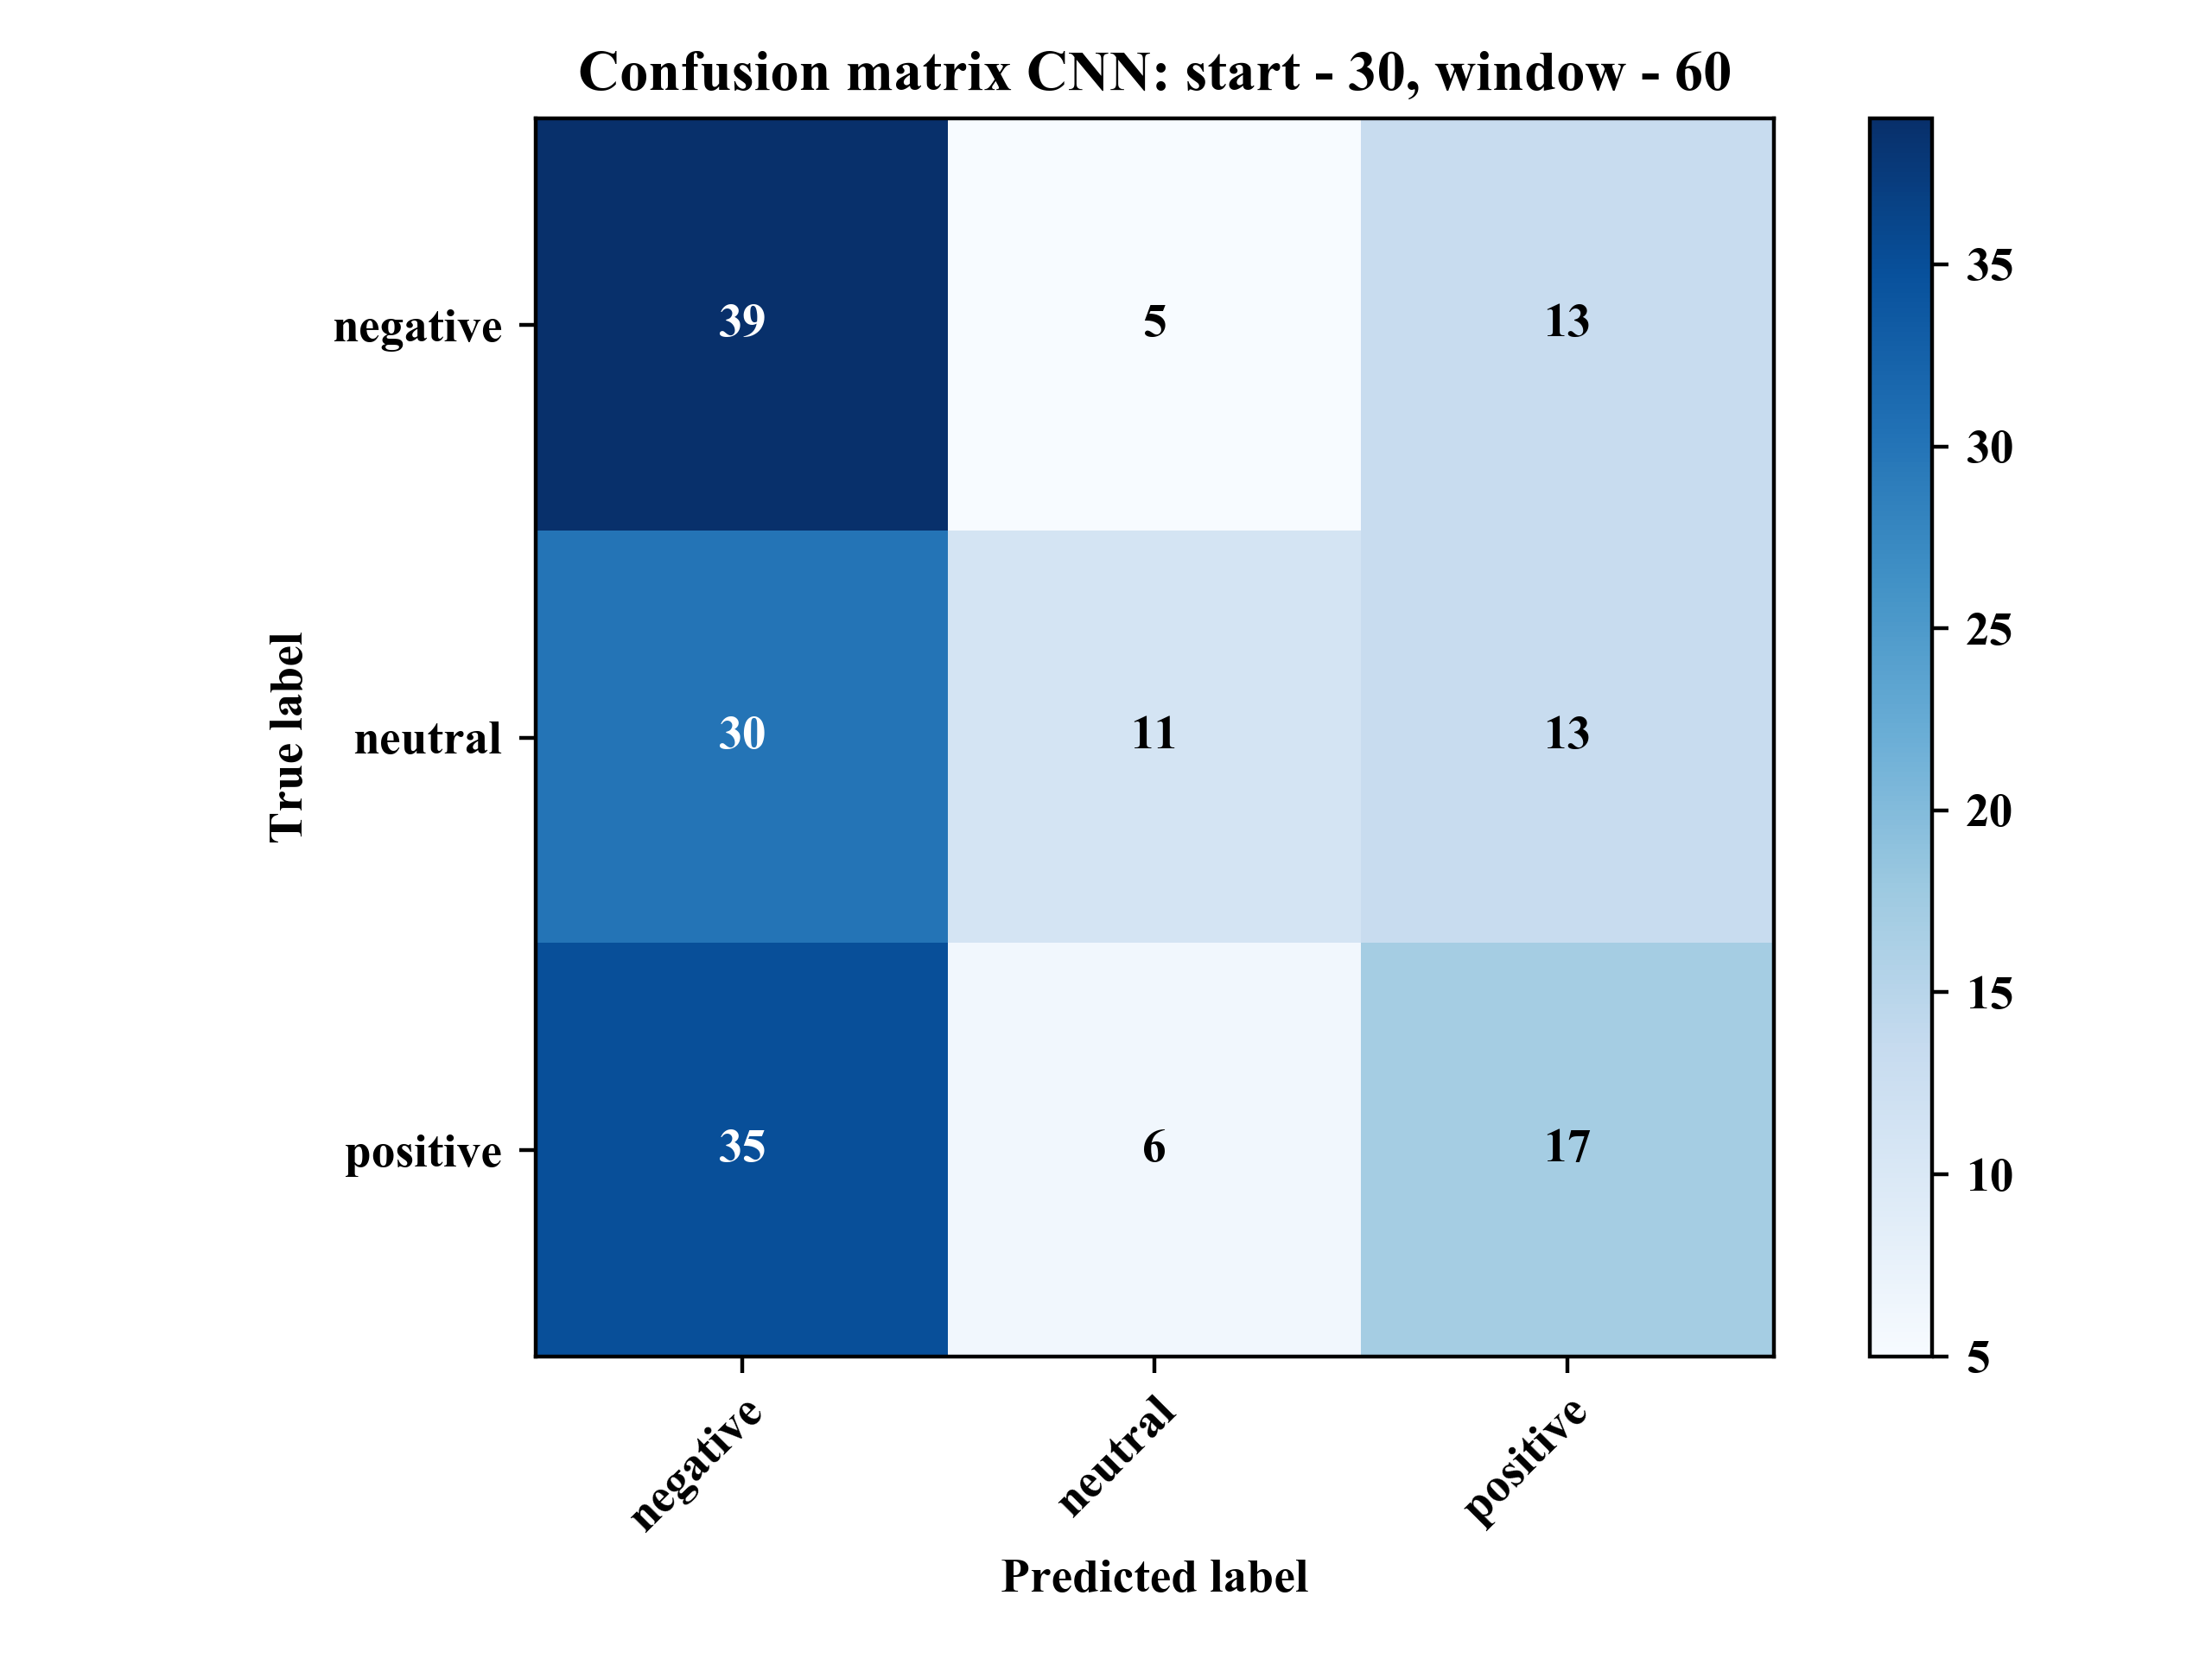 Confusion matrix CNN: start - 30, window - 60
negative
39
5
13
35
30
neutral
30
11
13
25
20
positive
35
6
17
15
10
5
True label
negative
neutral
positive
Predicted label